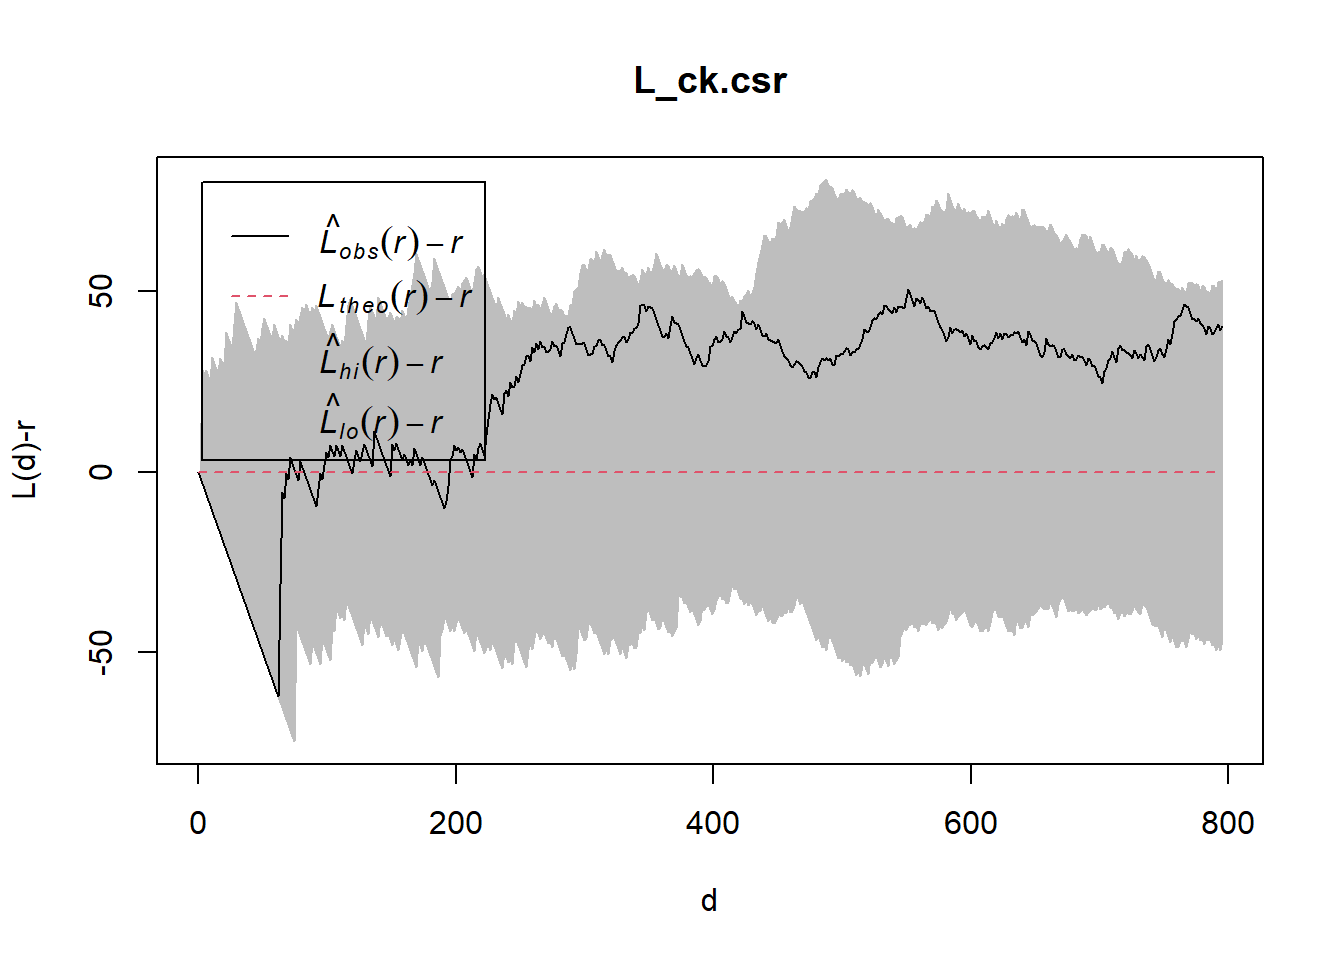 L_ck.csr
L̂obs(r) − r
Ltheo(r) − r
L̂hi(r) − r
L̂lo(r) − r
L(d)-r
50
0
-50
0 200 400 600 800
d